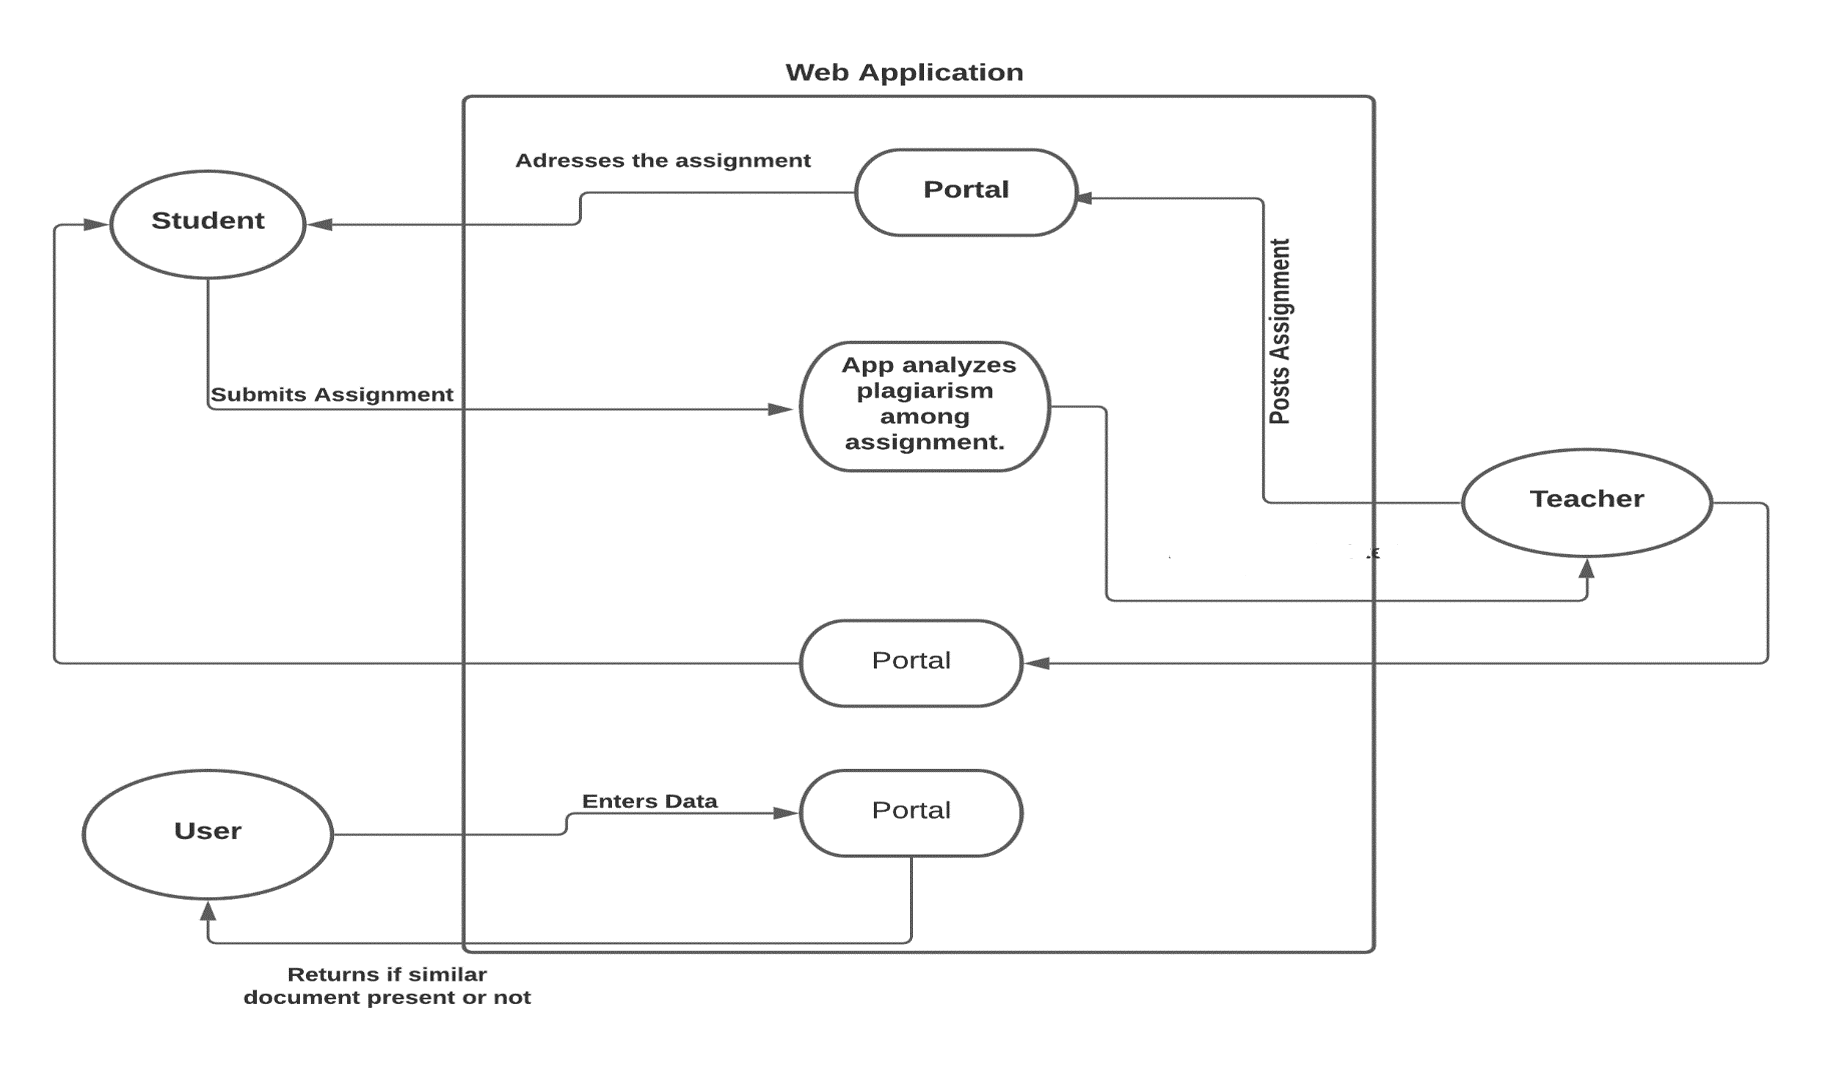 Web Application
Adresses the assignment
Portal
Student
Posts Assignment
App analyzes
plagiarism
among
assignment.
Submits Assignment
Teacher
Portal
Enters Data
Portal
User
Returns if similar
document present or not